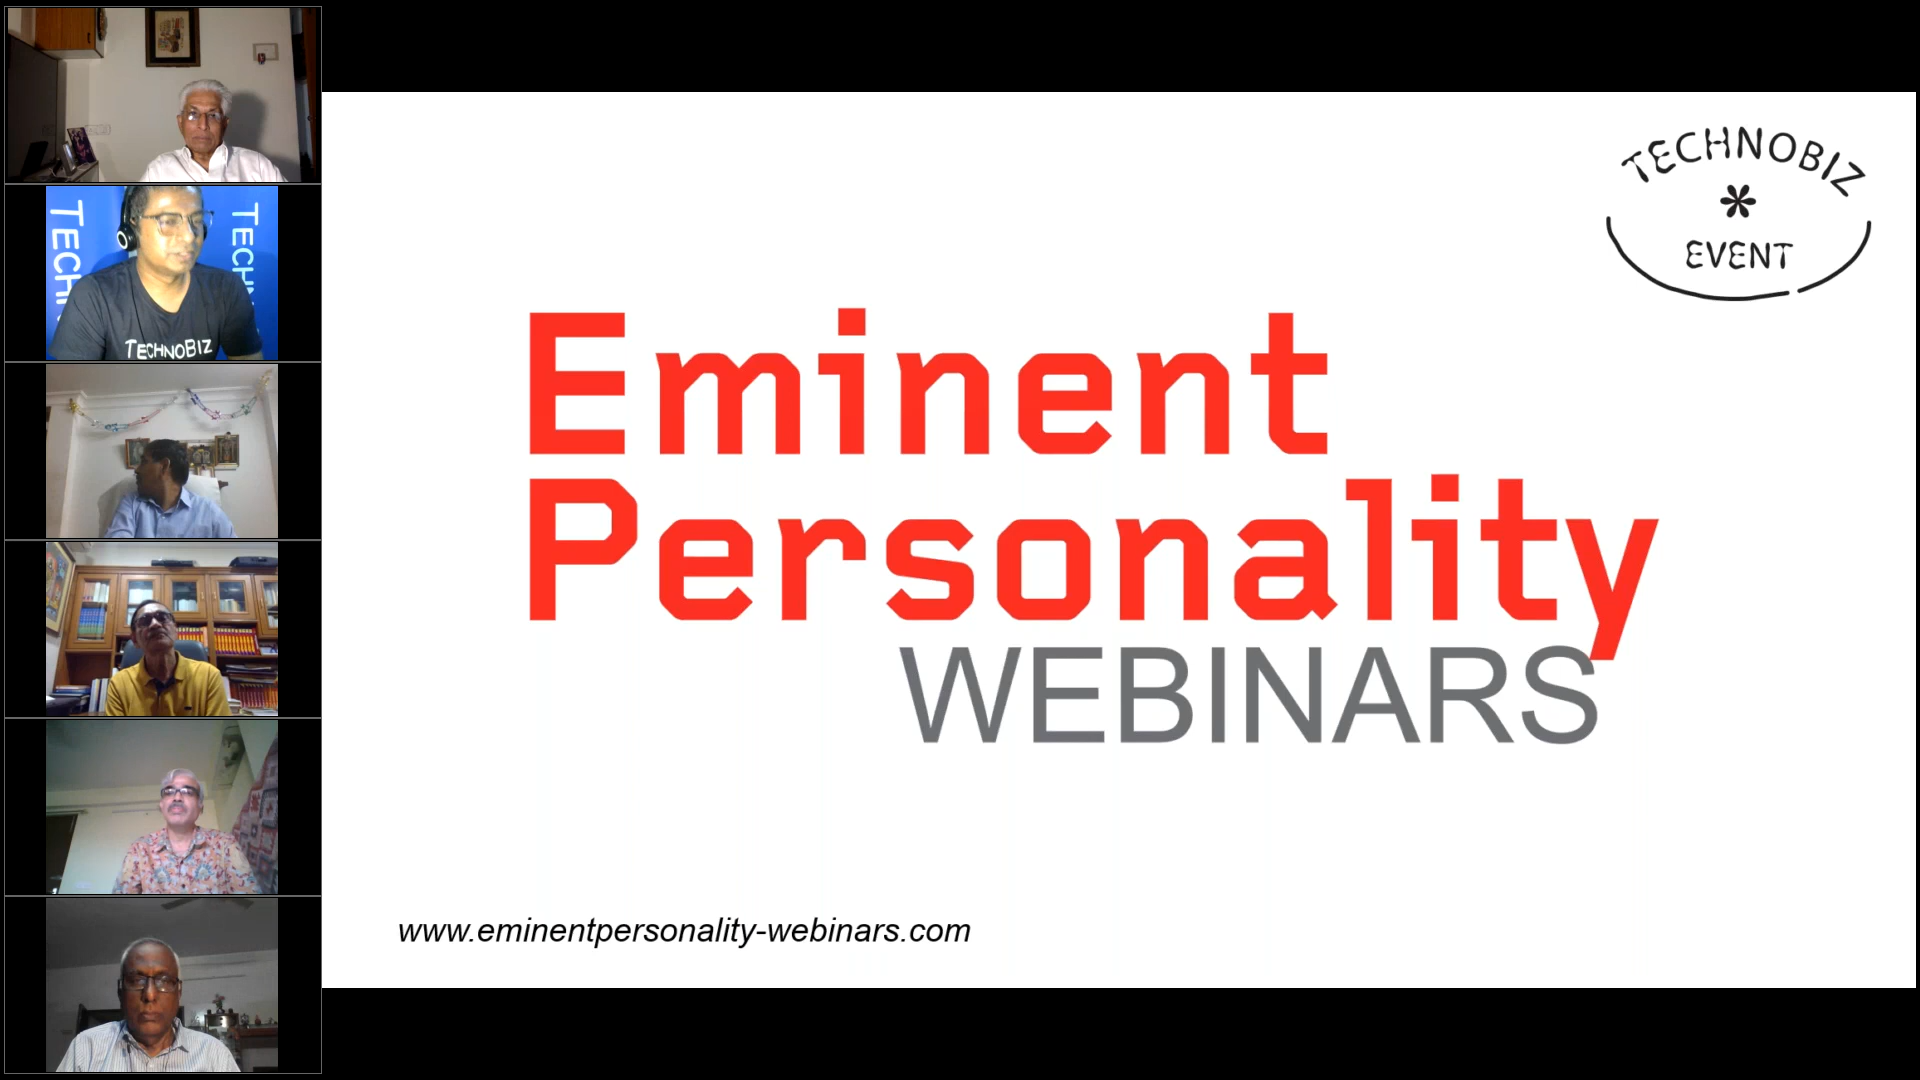 TECHNOBIZ
EVENT
Eminent
Personality
WEBINARS
www.eminentpersonality-webinars.com
TECHNOBIZ